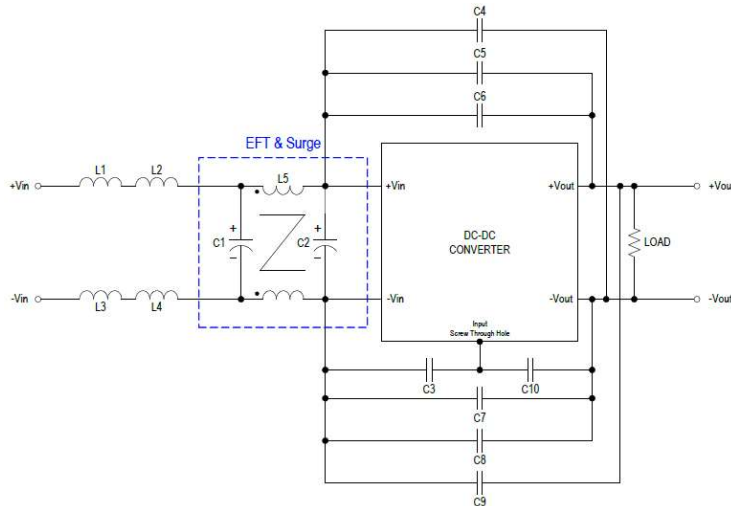 C4
C5
C6
EFT & Surge
L1
L2
L5
+Vin
+Vin
+Vout
+Vout
C1
+
−
C2
+
−
DC-DC
CONVERTER
LOAD
-Vin
-Vin
-Vout
-Vout
L3
L4
Input
Screw Through Hole
C3
C10
C7
C8
C9